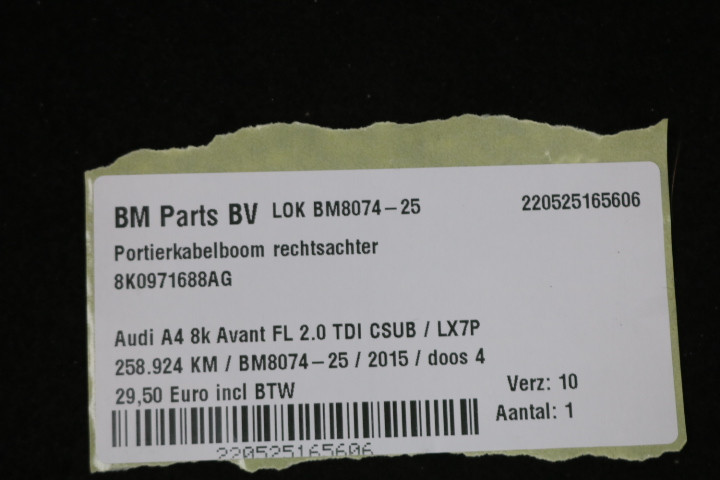 BM Parts BV LOK BM8074-25 220525165606
Portierkabelboom rechtsachter
8K0971688AG
Audi A4 8k Avant FL 2.0 TDI CSUB / LX7P
258.924 KM / BM8074-25 / 2015 / doos 4
29,50 Euro incl BTW Verz: 10
Aantal: 1
220525165606